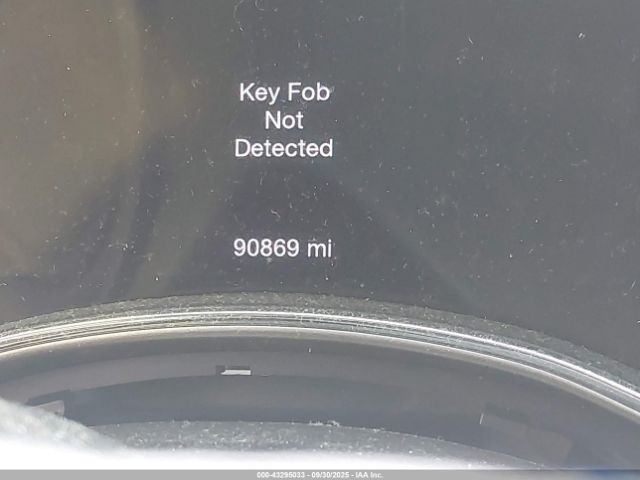 Key Fob
Not
Detected
90869 mi
000-43295033 - 09/30/2025 - IAA Inc.